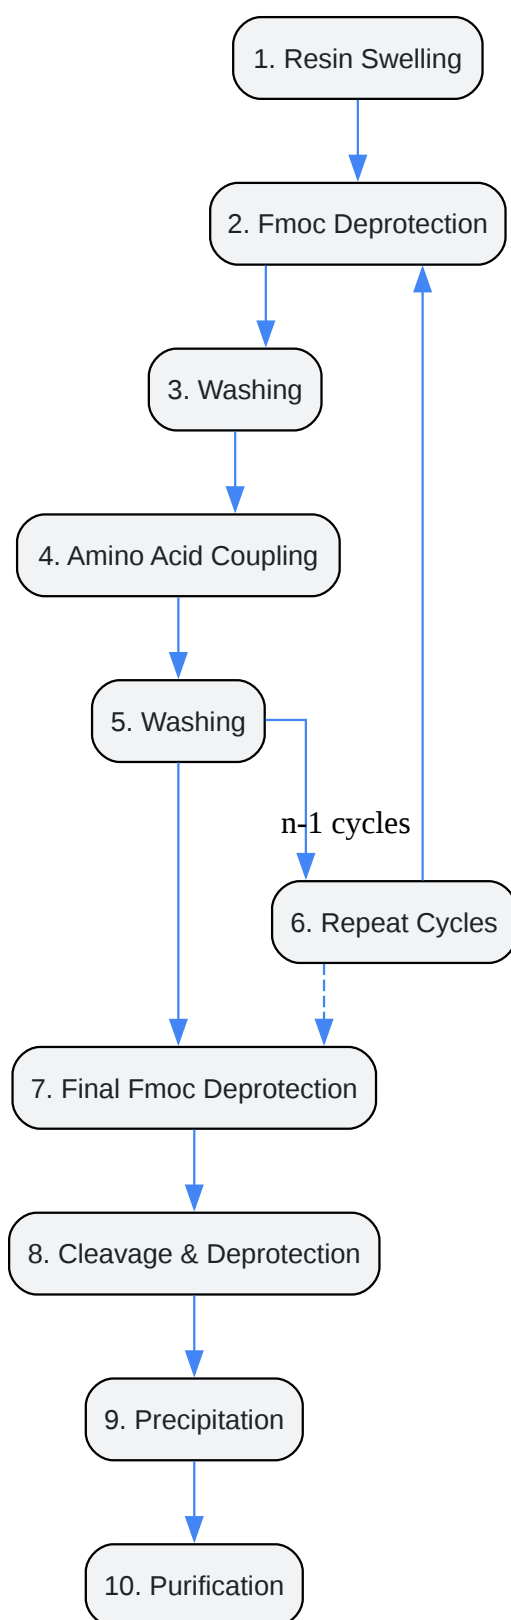 1. Resin Swelling
2. Fmoc Deprotection
3. Washing
4. Amino Acid Coupling
5. Washing
n-1 cycles
6. Repeat Cycles
7. Final Fmoc Deprotection
8. Cleavage & Deprotection
9. Precipitation
10. Purification